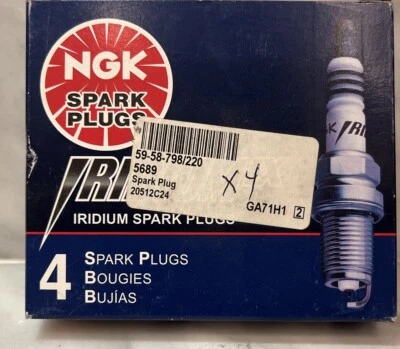 NGK
SPARK
PLUGS
59-58-798/220
5689
Spark Plug
20512C24
X 4
GA71H1 2
IRIDIUM SPARK PLUGS
4 SPARK PLUGS
BOUGIES
BUJÍAS